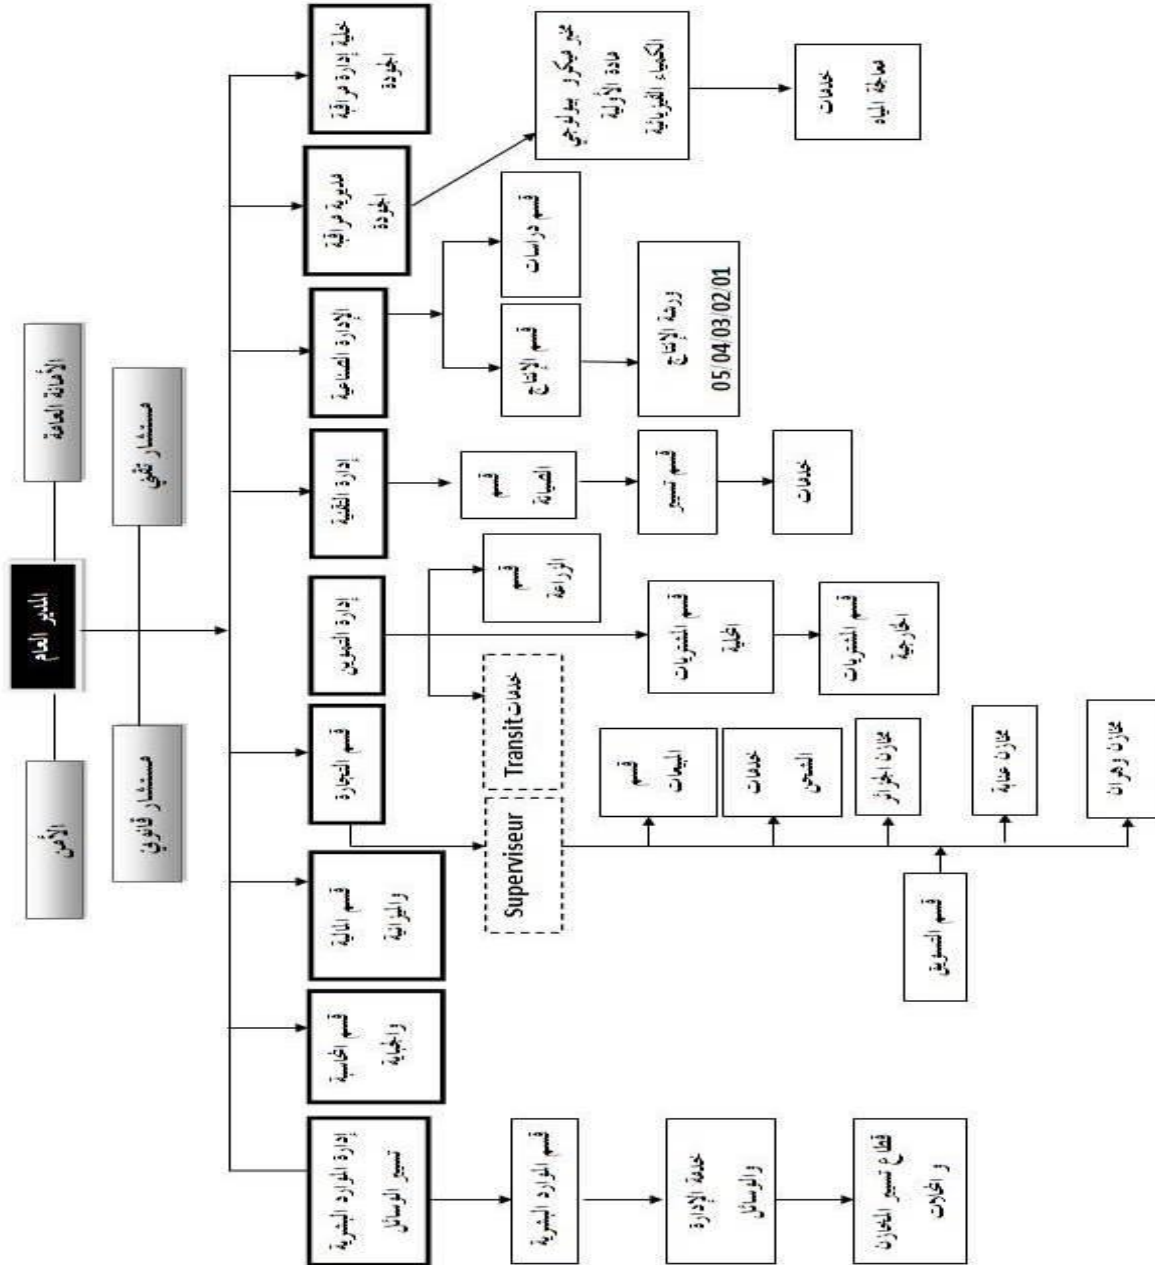 المدير العام
الأمانة العامة
الأمن
مستشار تقني
مستشار قانوني
خلية إدارة مراقبة
الجودة
مديرية مراقبة
الجودة
الإدارة الصناعية
إدارة التقنية
إدارة التموين
قسم التجارة
قسم المالية
والميزانية
قسم المحاسبة
والجباية
إدارة الموارد البشرية
تسيير الوسائل
مخبر ميكرو بيولوجي
مادة الأولية
الكمياء الفيزيائية
خدمات
معالجة المياه
قسم دراسات
قسم الإنتاج
ورشة الإنتاج
05/04/03/02/01
قسم
الصيانة
قسم تسيير
خدمات
قسم
الزراعة
خدمات Transit
قسم المشتريات
المحلية
قسم المشتريات
الخارجية
Superviseur
قسم
المبيعات
خدمات
الشحن
مخازن الجزائر
مخازن عنابة
مخازن وهران
قسم التسويق
قسم الموارد البشرية
خدمة الإدارة
والوسائل
قطاع تسيير المخازن
والمحلات